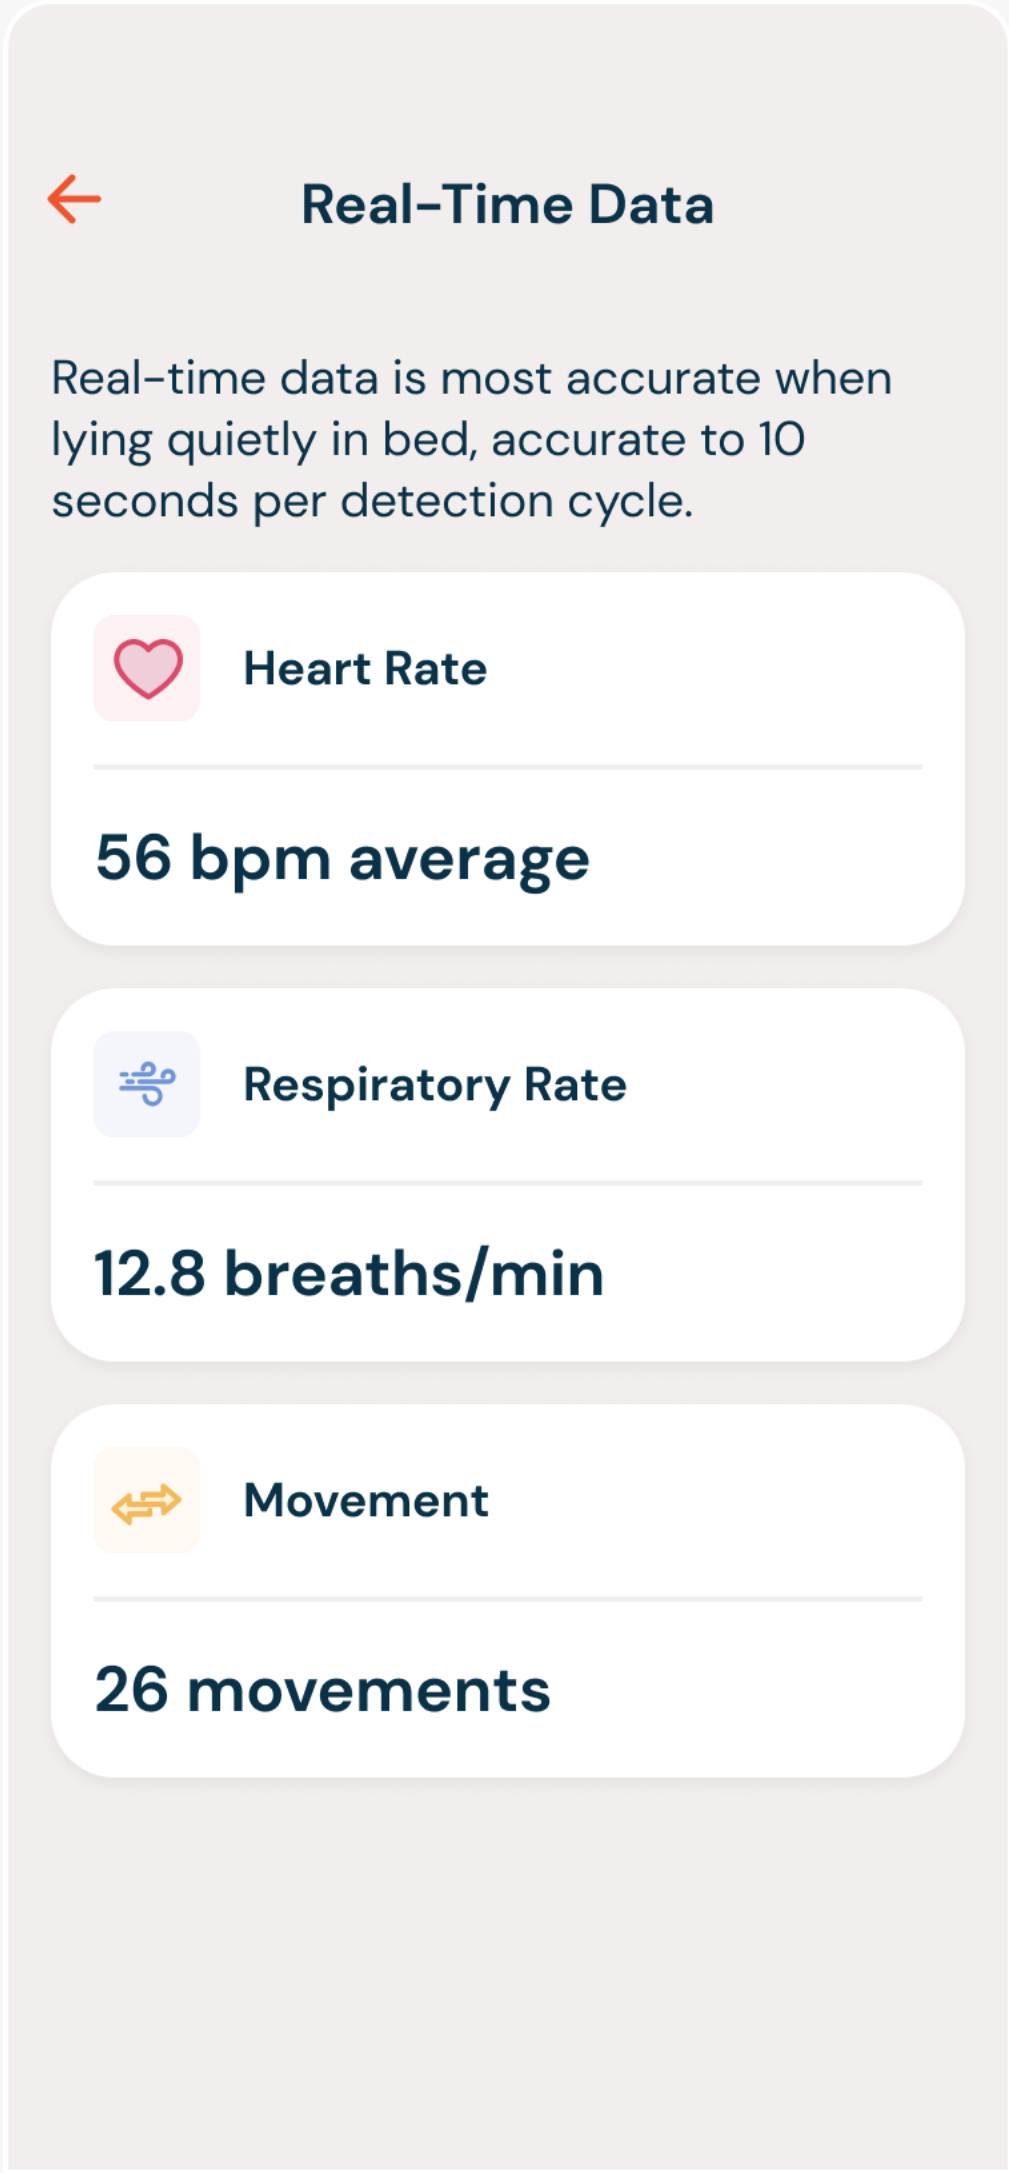 Real-Time Data
Real-time data is most accurate when
lying quietly in bed, accurate to 10
seconds per detection cycle.
Heart Rate
56 bpm average
Respiratory Rate
12.8 breaths/min
Movement
26 movements